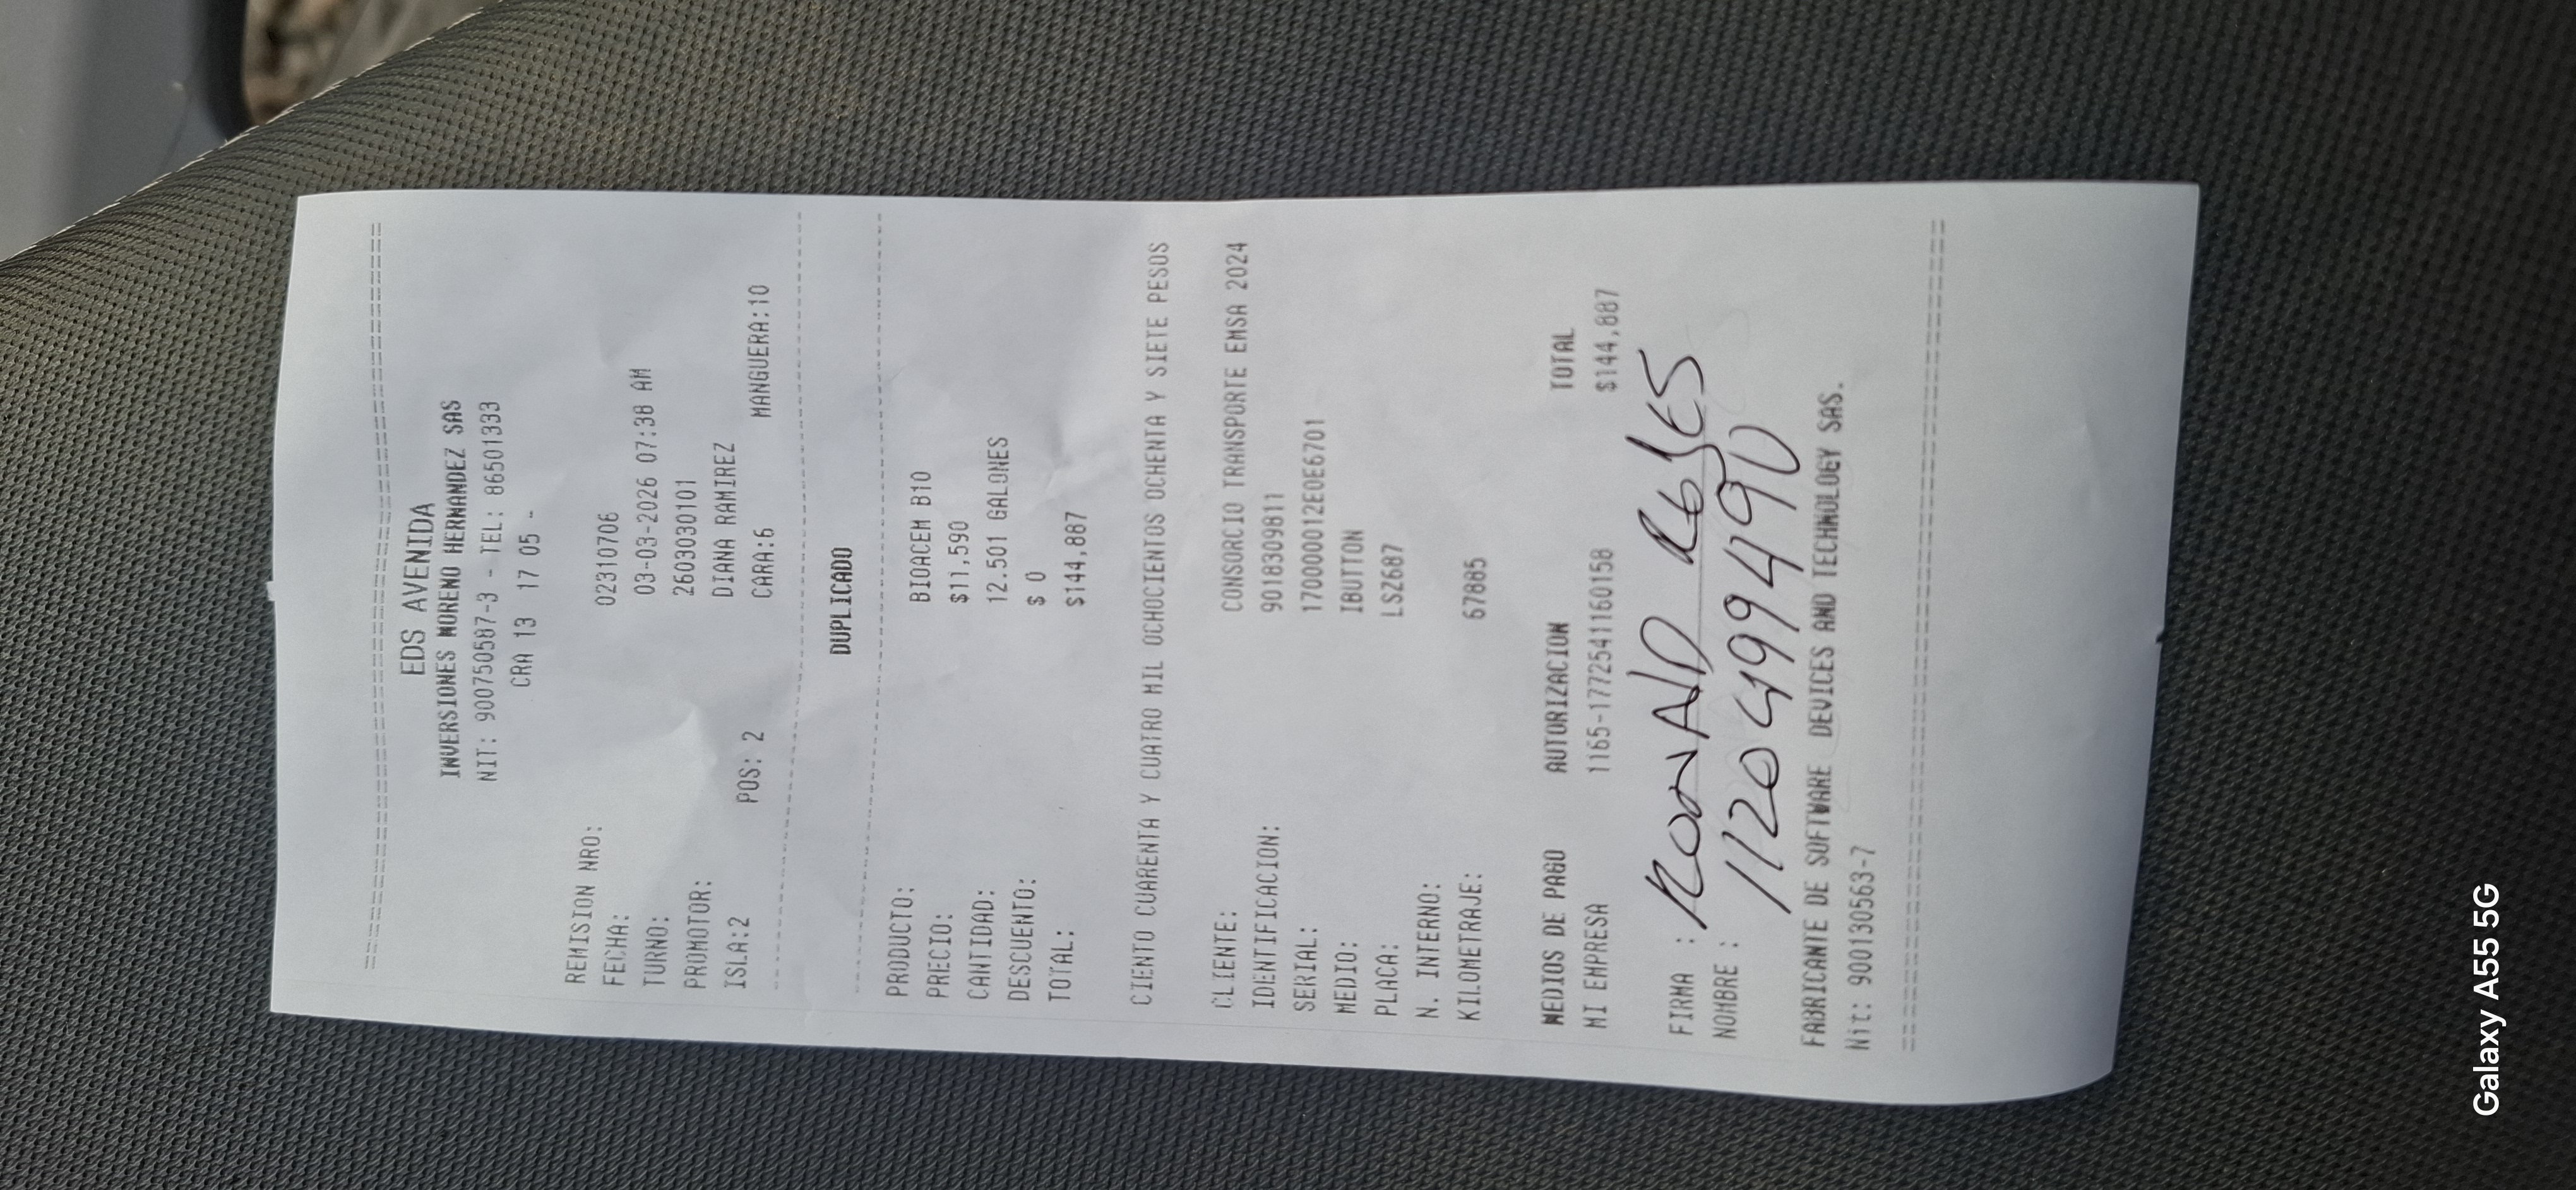 EDS AVENIDA
INVERSIONES MORENO HERNANDEZ SAS
NIT: 900750587-3 - TEL: 86501333
CRA 13 17 05 -
REMISION NRO: 02310706
FECHA: 03-03-2026 07:38 AM
TURNO: 2603030101
PROMOTOR: DIANA RAMIREZ
ISLA:2 POS: 2 CARA:6 MANGUERA:10
DUPLICADO
PRODUCTO: BIOACEM B10
PRECIO: $11,590
CANTIDAD: 12.501 GALONES
DESCUENTO: $ 0
TOTAL: $144,887
CIENTO CUARENTA Y CUATRO MIL OCHOCIENTOS OCHENTA Y SIETE PESOS
CLIENTE: CONSORCIO TRANSPORTE EMSA 2024
IDENTIFICACION: 9018309811
SERIAL: 170000012E0E6701
MEDIO: IBUTTON
PLACA: LSZ687
N. INTERNO:
KILOMETRAJE: 67885
MEDIOS DE PAGO AUTORIZACION TOTAL
MI EMPRESA 1165-1772541160158 $144,887
FIRMA : RONALD
NOMBRE : 1120499490
FABRICANTE DE SOFTWARE DEVICES AND TECHNOLOGY SAS.
Nit: 900130563-7
Galaxy A55 5G